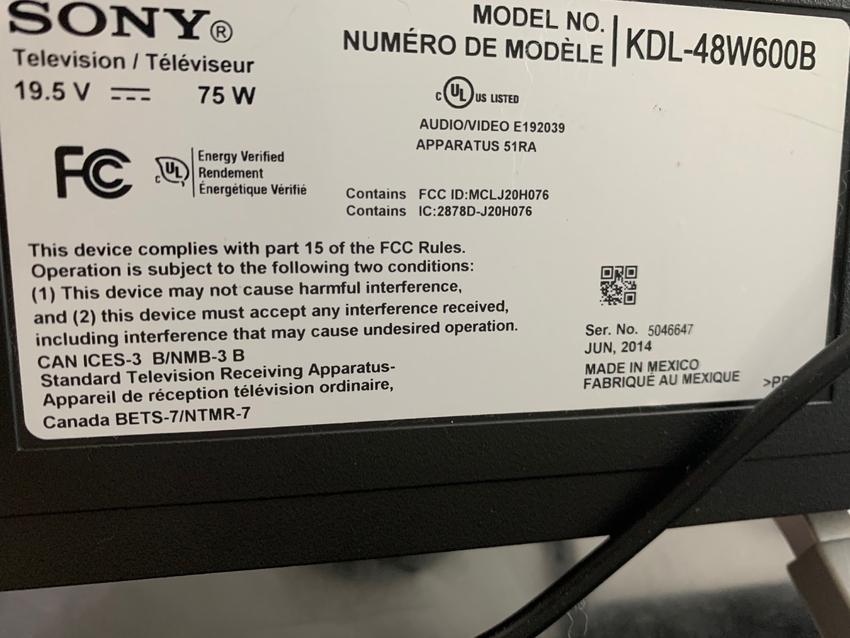 SONY®
Television / Téléviseur
19.5 V 75 W
MODEL NO.
NUMÉRO DE MODÈLE
KDL-48W600B
C UL US LISTED
AUDIO/VIDEO E192039
APPARATUS 51RA
FC
C UL
Energy Verified
Rendement
Énergétique Vérifié
Contains FCC ID:MCLJ20H076
Contains IC:2878D-J20H076
This device complies with part 15 of the FCC Rules.
Operation is subject to the following two conditions:
(1) This device may not cause harmful interference,
and (2) this device must accept any interference received,
including interference that may cause undesired operation.
CAN ICES-3 B/NMB-3 B
Standard Television Receiving Apparatus-
Appareil de réception télévision ordinaire,
Canada BETS-7/NTMR-7
Ser. No. 5046647
JUN, 2014
MADE IN MEXICO
FABRIQUÉ AU MEXIQUE